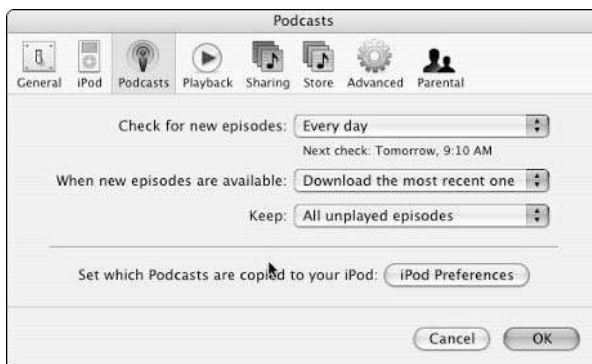 Podcasts
General iPod Podcasts Playback Sharing Store Advanced Parental
Check for new episodes: Every day
Next check: Tomorrow, 9:10 AM
When new episodes are available: Download the most recent one
Keep: All unplayed episodes
Set which Podcasts are copied to your iPod: iPod Preferences
Cancel OK